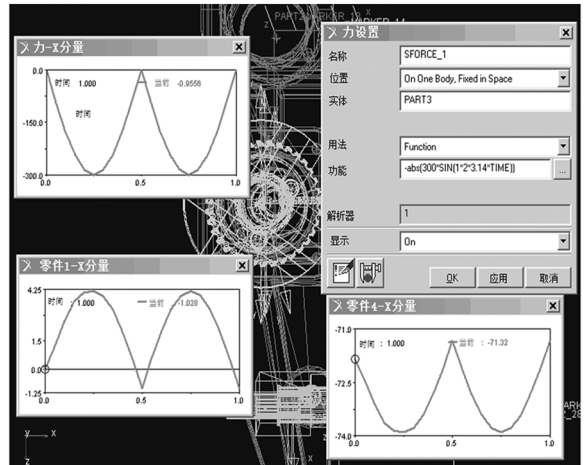 PART2
MARKER_14
力-X分量
0.0
-150.0
-300.0
0.0
0.5
1.0
时间 1.000
当前 -0.9556
时间
力设置
名称 SFORCE_1
位置 On One Body, Fixed in Space
实体 PART3
用法 Function
功能 -abs(300*SIN(1*2*3.14*TIME))
...
解析器 1
显示 On
OK 应用 取消
零件1-X分量
4.25
1.5
0.0
-1.25
0.0
0.5
1.0
时间 : 1.000
当前 : -1.028
零件4-X分量
-71.0
-72.5
-74.0
0.0
0.5
1.0
时间 : 1.000
当前 : -71.32
y
x
z
x